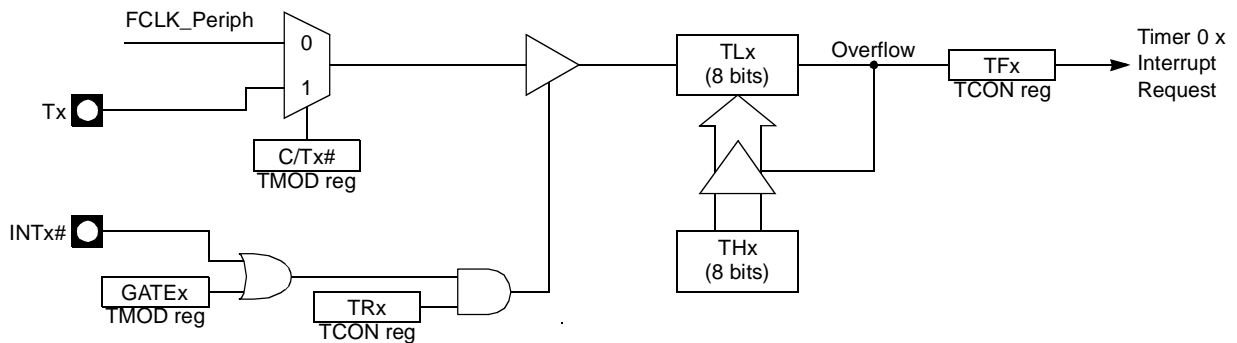 FCLK_Periph
0
1
Tx
C/Tx#
TMOD reg
TLx
(8 bits)
Overflow
TFx
TCON reg
Timer 0 x
Interrupt
Request
INTx#
GATEx
TMOD reg
TRx
TCON reg
THx
(8 bits)